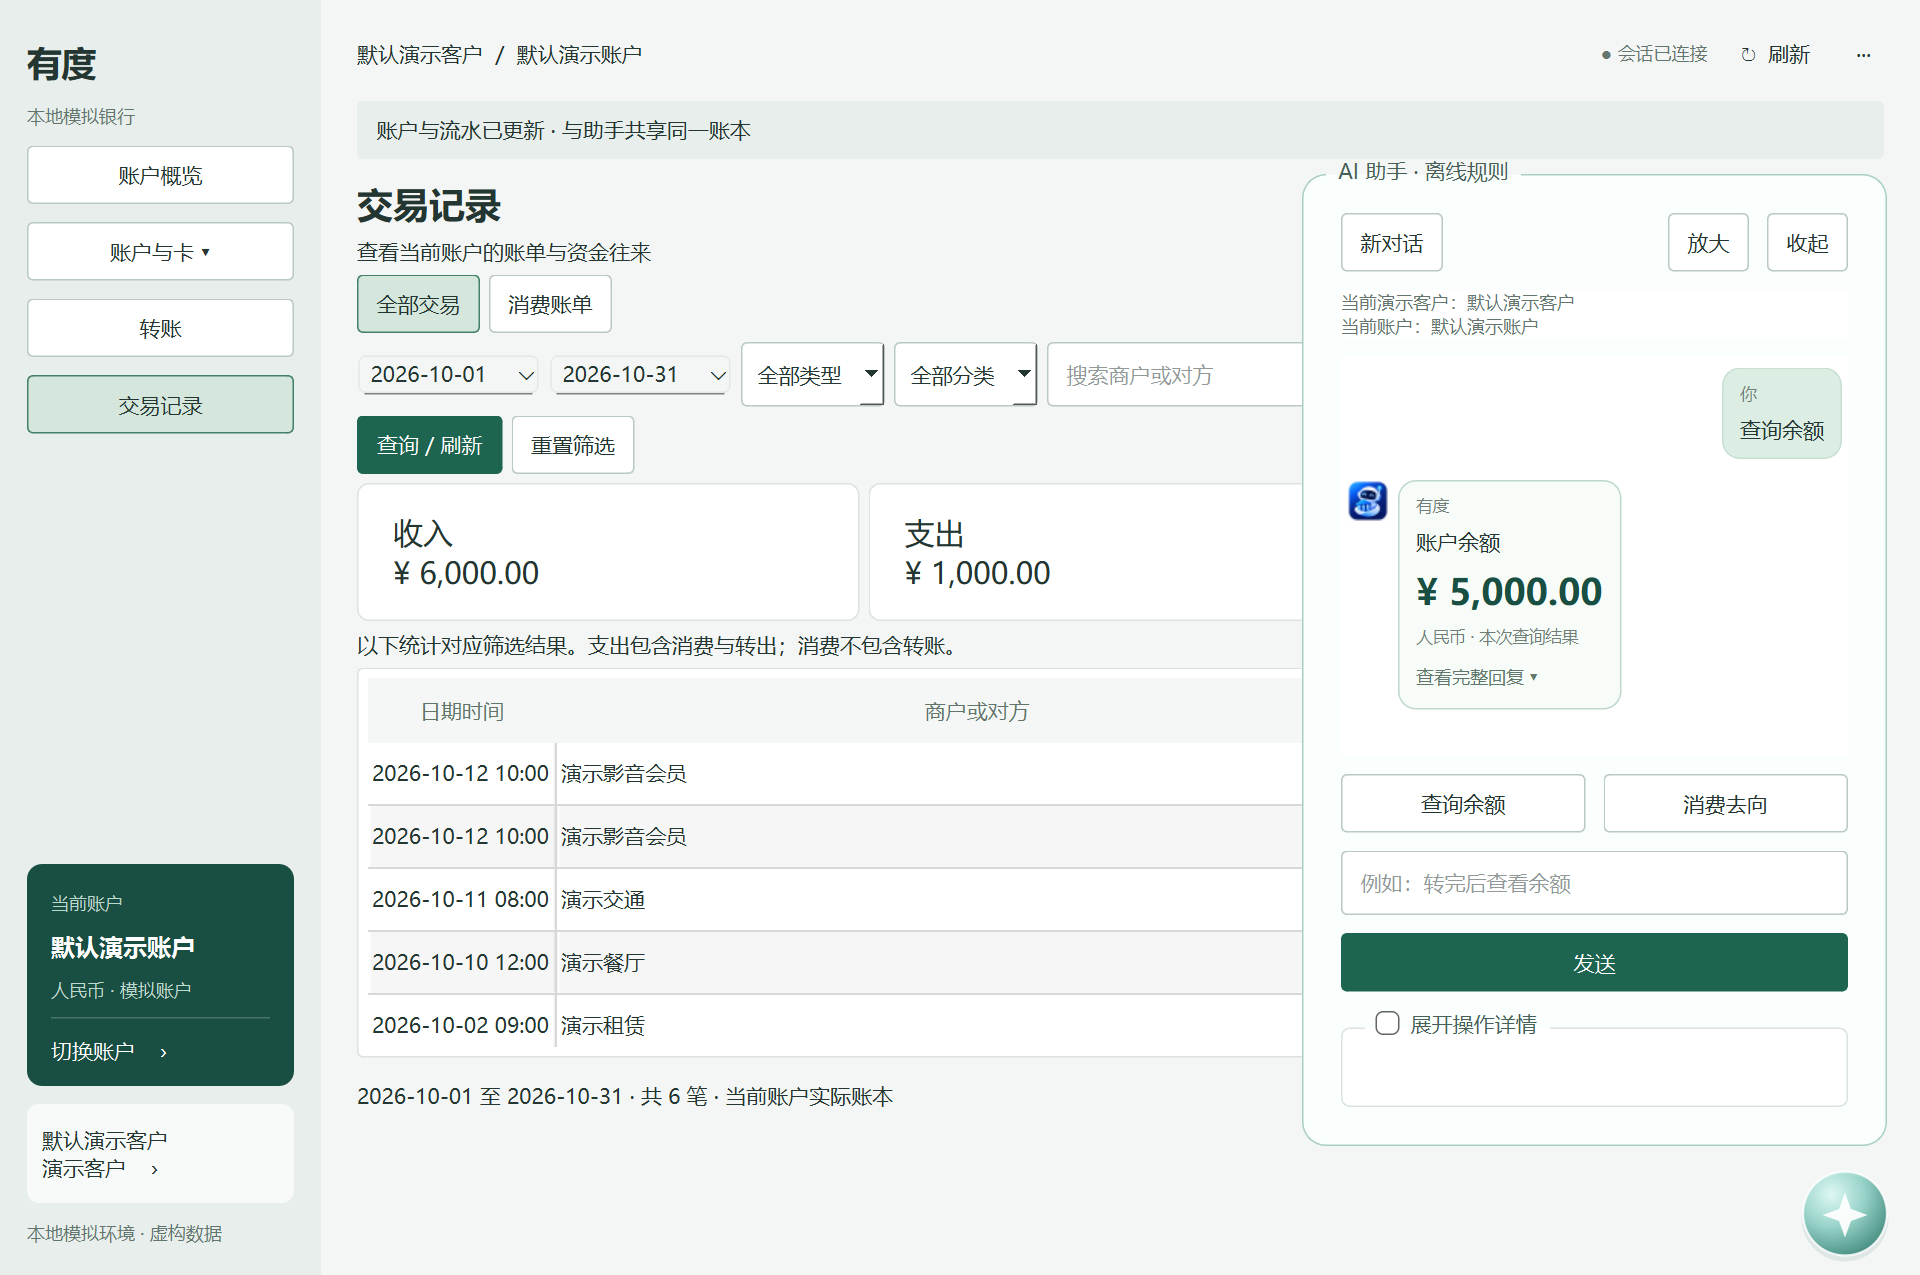 有度
本地模拟银行
账户概览
账户与卡 ▾
转账
交易记录
当前账户
默认演示账户
人民币 · 模拟账户
切换账户 ›
默认演示客户
演示客户 ›
本地模拟环境 · 虚构数据
默认演示客户 / 默认演示账户
● 会话已连接
↻ 刷新
···
账户与流水已更新 · 与助手共享同一账本
交易记录
查看当前账户的账单与资金往来
全部交易
消费账单
2026-10-01
2026-10-31
全部类型
全部分类
搜索商户或对方
查询 / 刷新
重置筛选
收入
¥ 6,000.00
支出
¥ 1,000.00
以下统计对应筛选结果。支出包含消费与转出；消费不包含转账。
日期时间 商户或对方
2026-10-12 10:00 演示影音会员
2026-10-12 10:00 演示影音会员
2026-10-11 08:00 演示交通
2026-10-10 12:00 演示餐厅
2026-10-02 09:00 演示租赁
2026-10-01 至 2026-10-31 · 共 6 笔 · 当前账户实际账本
AI 助手 · 离线规则
新对话
放大
收起
当前演示客户：默认演示客户
当前账户：默认演示账户
你
查询余额
有度
账户余额
¥ 5,000.00
人民币 · 本次查询结果
查看完整回复 ▾
查询余额
消费去向
例如：转完后查看余额
发送
展开操作详情